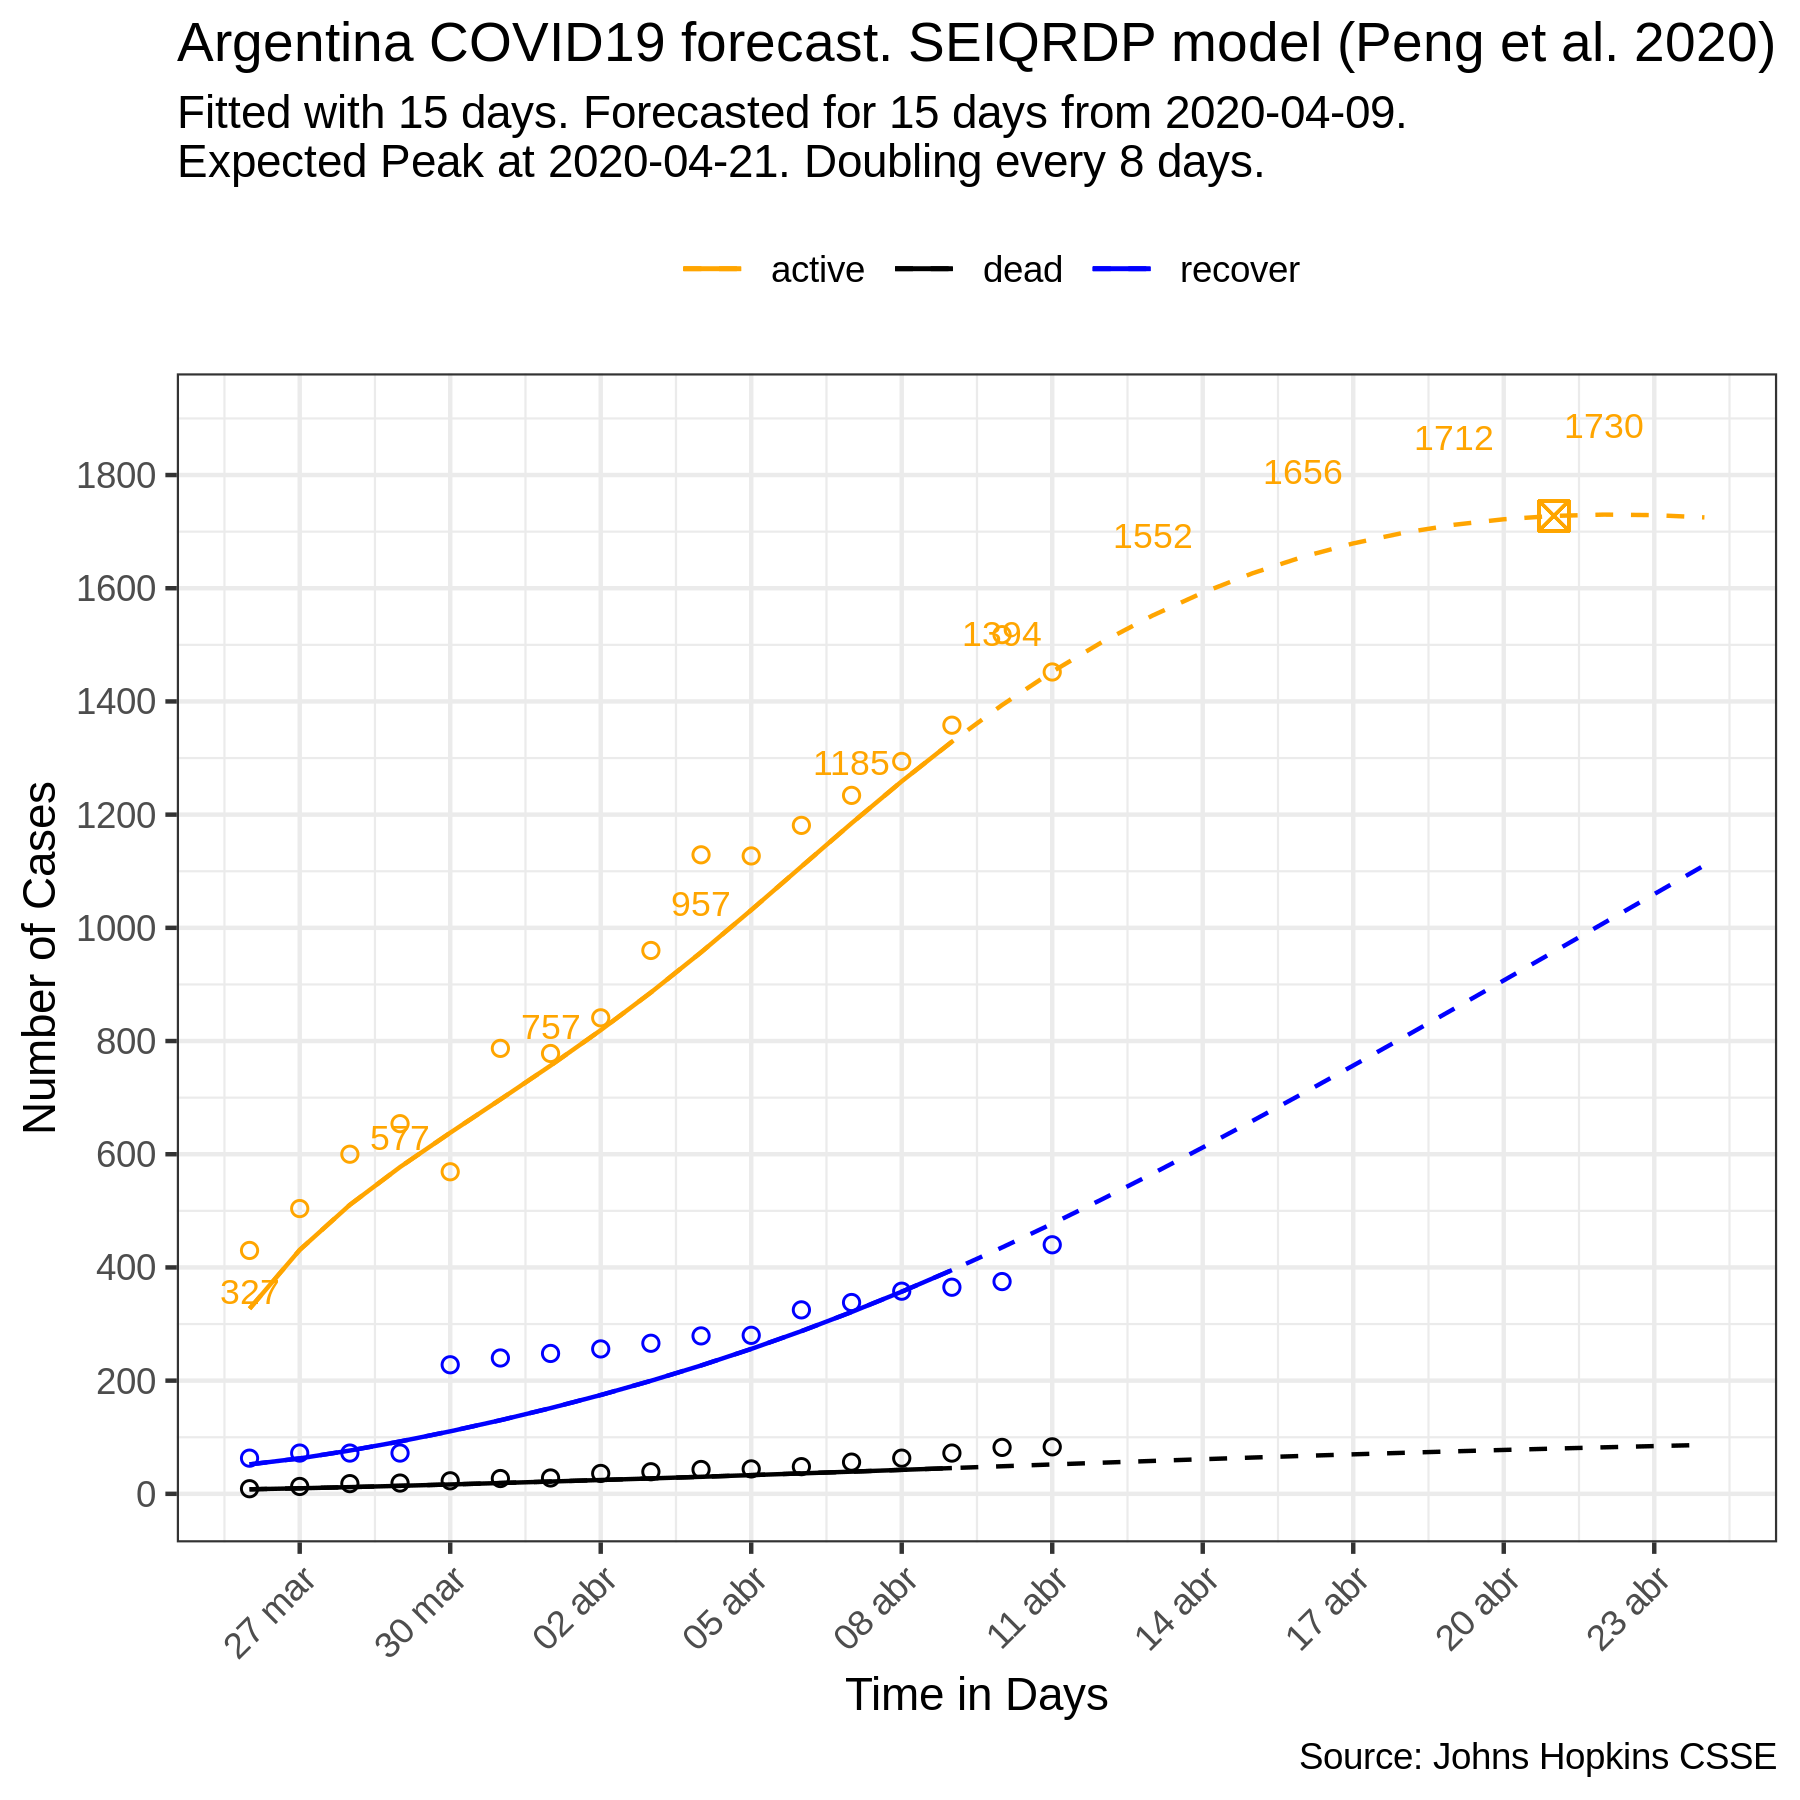 Argentina COVID19 forecast. SEIQRDP model (Peng et al. 2020)
Fitted with 15 days. Forecasted for 15 days from 2020-04-09.
Expected Peak at 2020-04-21. Doubling every 8 days.
active dead recover
1730
1712
1656
1552
1394
1185
957
757
577
327
1800
1600
1400
1200
1000
800
600
400
200
0
Number of Cases
27 mar 30 mar 02 abr 05 abr 08 abr 11 abr 14 abr 17 abr 20 abr 23 abr
Time in Days
Source: Johns Hopkins CSSE